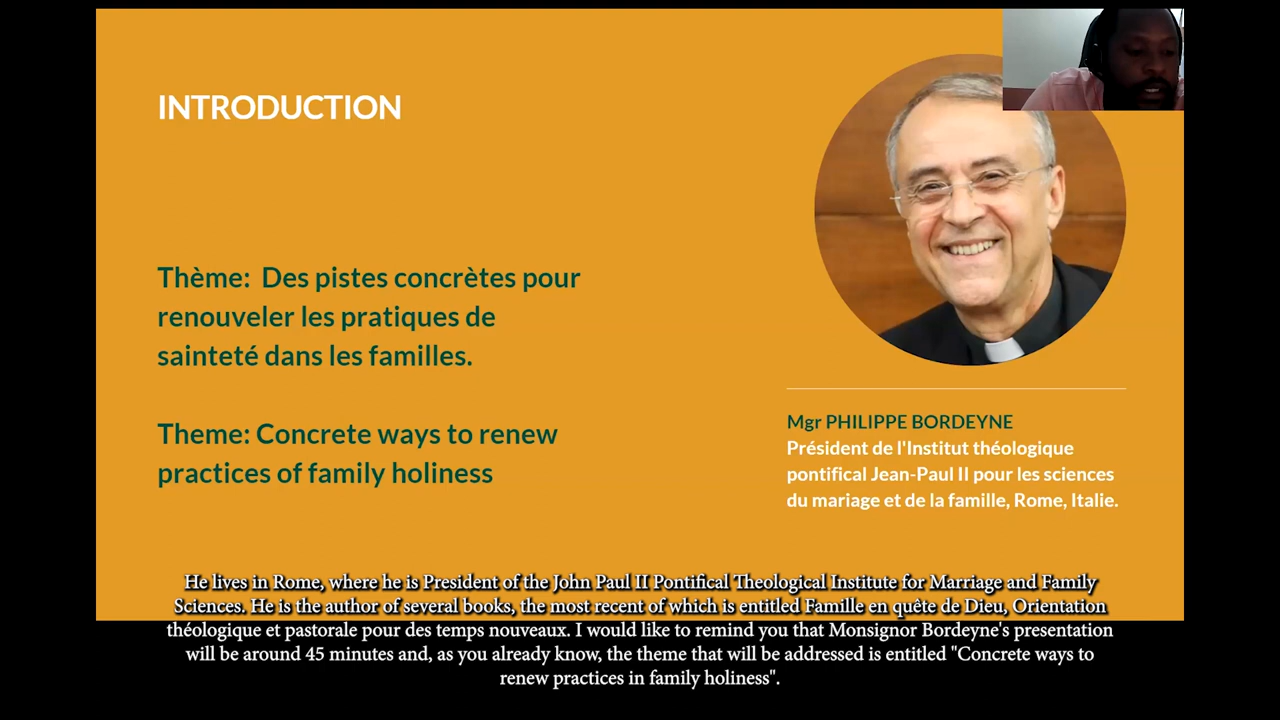 INTRODUCTION
Thème: Des pistes concrètes pour
renouveler les pratiques de
sainteté dans les familles.
Theme: Concrete ways to renew
practices of family holiness
Mgr PHILIPPE BORDEYNE
Président de l'Institut théologique
pontifical Jean-Paul II pour les sciences
du mariage et de la famille, Rome, Italie.
He lives in Rome, where he is President of the John Paul II Pontifical Theological Institute for Marriage and Family
Sciences. He is the author of several books, the most recent of which is entitled Famille en quête de Dieu, Orientation
théologique et pastorale pour des temps nouveaux. I would like to remind you that Monsignor Bordeyne's presentation
will be around 45 minutes and, as you already know, the theme that will be addressed is entitled "Concrete ways to
renew practices in family holiness".